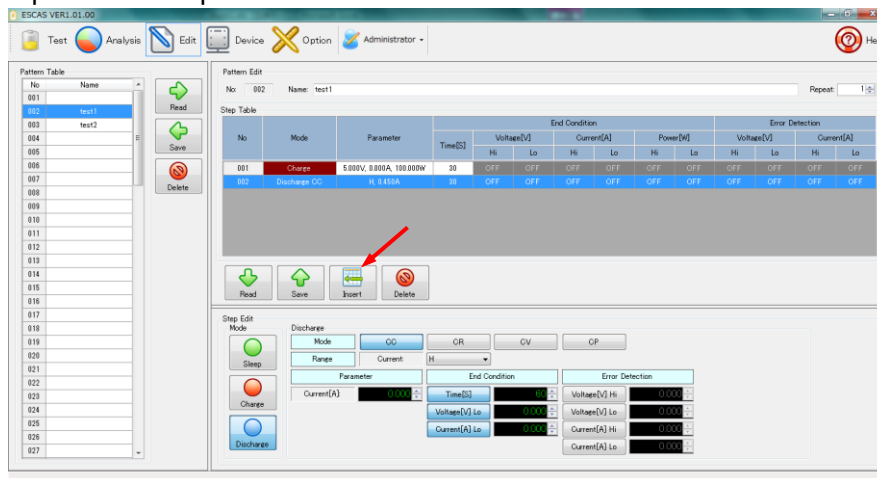 ESCAS VER1.01.00
Test Analysis Edit Device Option Administrator He
Pattern Table
No Name
001
002 test1
003 test2
004
005
006
007
008
009
010
011
012
013
014
015
016
017
018
019
020
021
022
023
024
025
026
027
Read
Save
Delete
Pattern Edit
No: 002 Name: test1 Repeat: 1
Step Table
No Mode Parameter Time[S] End Condition Error Detection
Voltage[V] Current[A] Power[W] Voltage[V] Current[A]
Hi Lo Hi Lo Hi Lo Hi Lo Hi Lo
001 Charge 5.000V, 0.000A, 100.000W 30 OFF OFF OFF OFF OFF OFF OFF OFF OFF OFF
002 Discharge CC H, 0.450A 30 OFF OFF OFF OFF OFF OFF OFF OFF OFF OFF
Read Save Insert Delete
Step Edit
Mode
Sleep
Charge
Discharge
Discharge
Mode CC CR CV CP
Range Current H
Parameter End Condition Error Detection
Current[A] 0.000 Time[S] 60 Voltage[V] Hi 0.000
Voltage[V] Lo 0.000 Voltage[V] Lo 0.000
Current[A] Lo 0.000 Current[A] Hi 0.000
Current[A] Lo 0.000